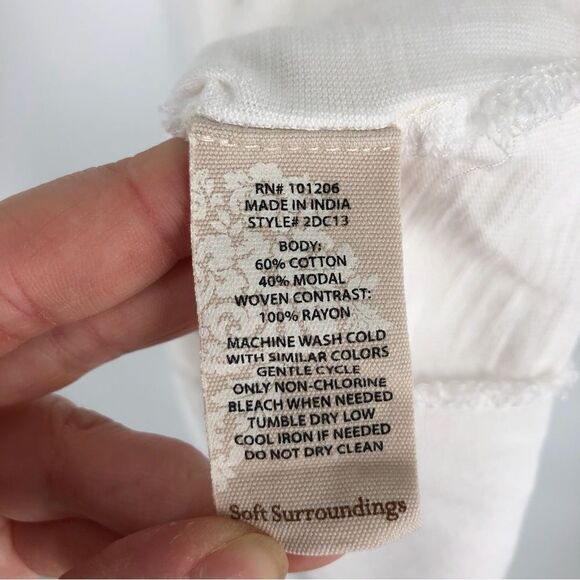 RN# 101206
MADE IN INDIA
STYLE# 2DC13
BODY:
60% COTTON
40% MODAL
WOVEN CONTRAST:
100% RAYON
MACHINE WASH COLD
WITH SIMILAR COLORS
GENTLE CYCLE
ONLY NON-CHLORINE
BLEACH WHEN NEEDED
TUMBLE DRY LOW
COOL IRON IF NEEDED
DO NOT DRY CLEAN
Soft Surroundings